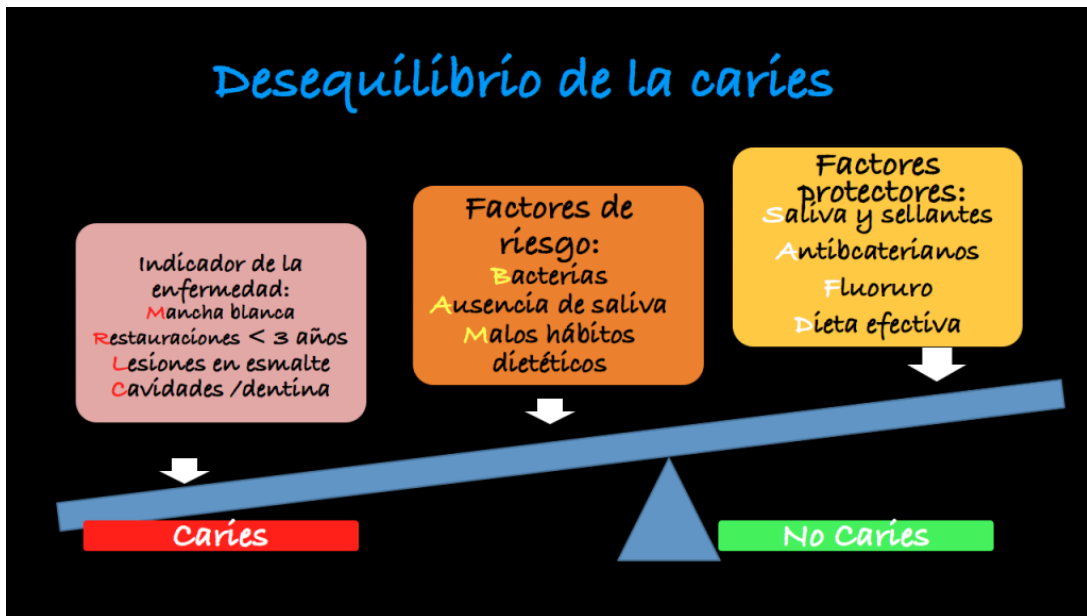 Desequilibrio de la caries
Indicador de la
enfermedad:
Mancha blanca
Restauraciones < 3 años
Lesiones en esmalte
Cavidades /dentina
Factores de
riesgo:
Bacterias
Ausencia de saliva
Malos hábitos
dietéticos
Factores
protectores:
Saliva y sellantes
Antibcaterianos
Fluoruro
Dieta efectiva
Caries
No Caries